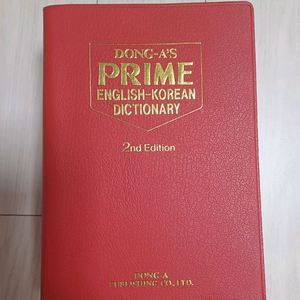 DONG-A'S
PRIME
ENGLISH-KOREAN
DICTIONARY
2nd Edition
DONG-A
PUBLISHING CO., LTD.